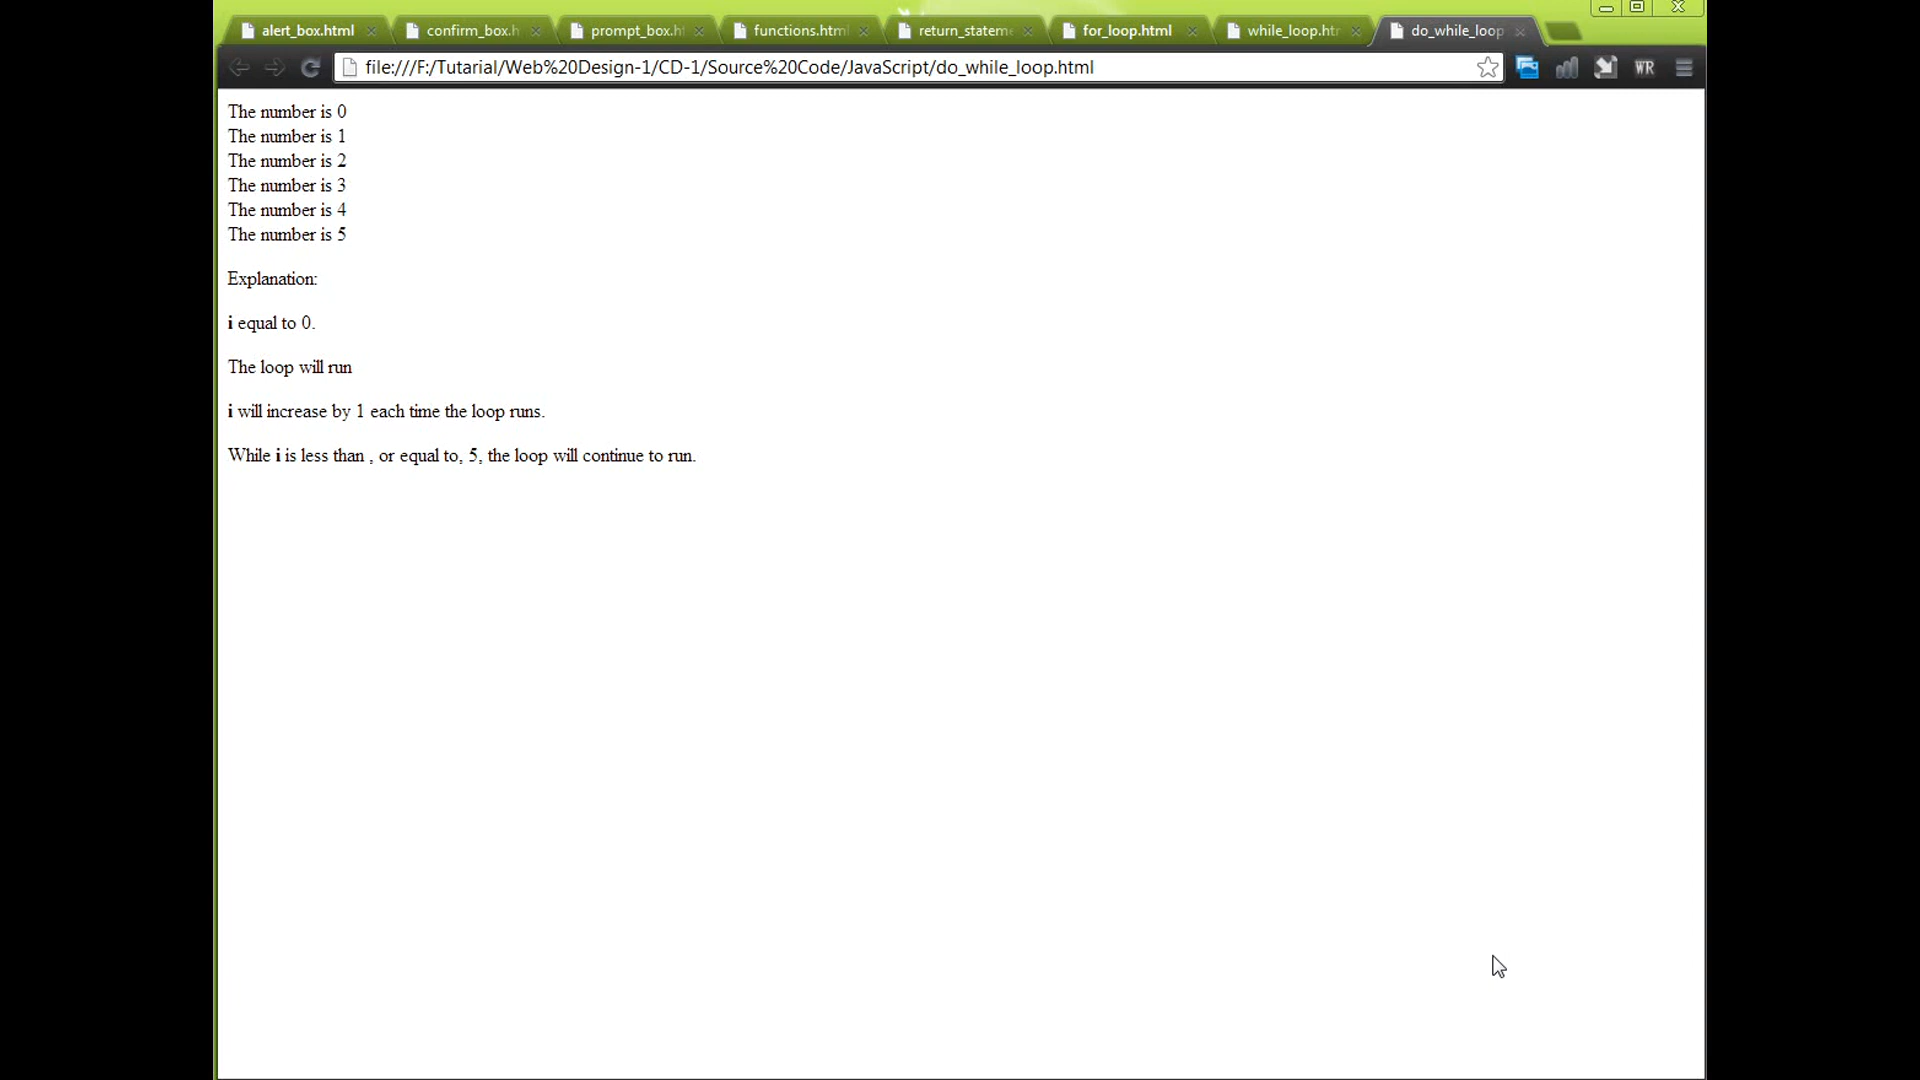 alert_box.html
confirm_box.h
prompt_box.ht
functions.html
return_stateme
for_loop.html
while_loop.htm
do_while_loop
file:///F:/Tutarial/Web%20Design-1/CD-1/Source%20Code/JavaScript/do_while_loop.html
WR
The number is 0
The number is 1
The number is 2
The number is 3
The number is 4
The number is 5
Explanation:
i equal to 0.
The loop will run
i will increase by 1 each time the loop runs.
While i is less than , or equal to, 5, the loop will continue to run.